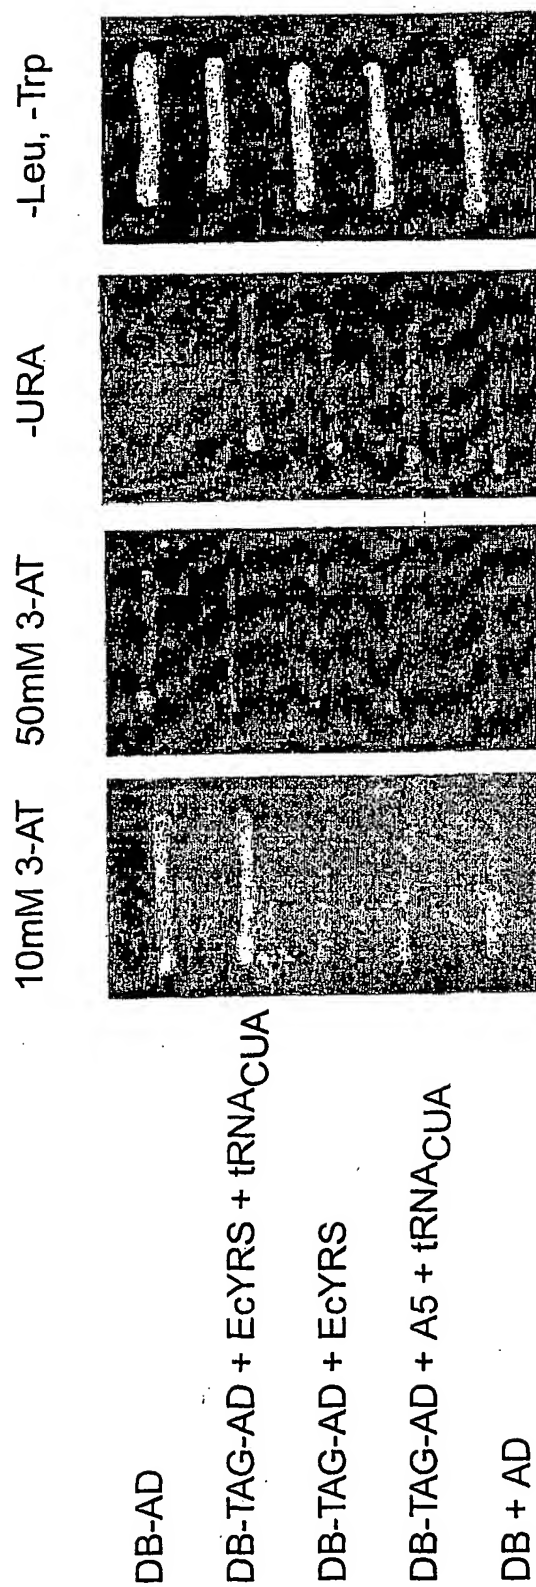 10mM 3-AT
50mM 3-AT
-URA
-Leu, -Trp
DB-AD
DB-TAG-AD + EcYRS + tRNACUA
DB-TAG-AD + EcYRS
DB-TAG-AD + A5 + tRNACUA
DB + AD